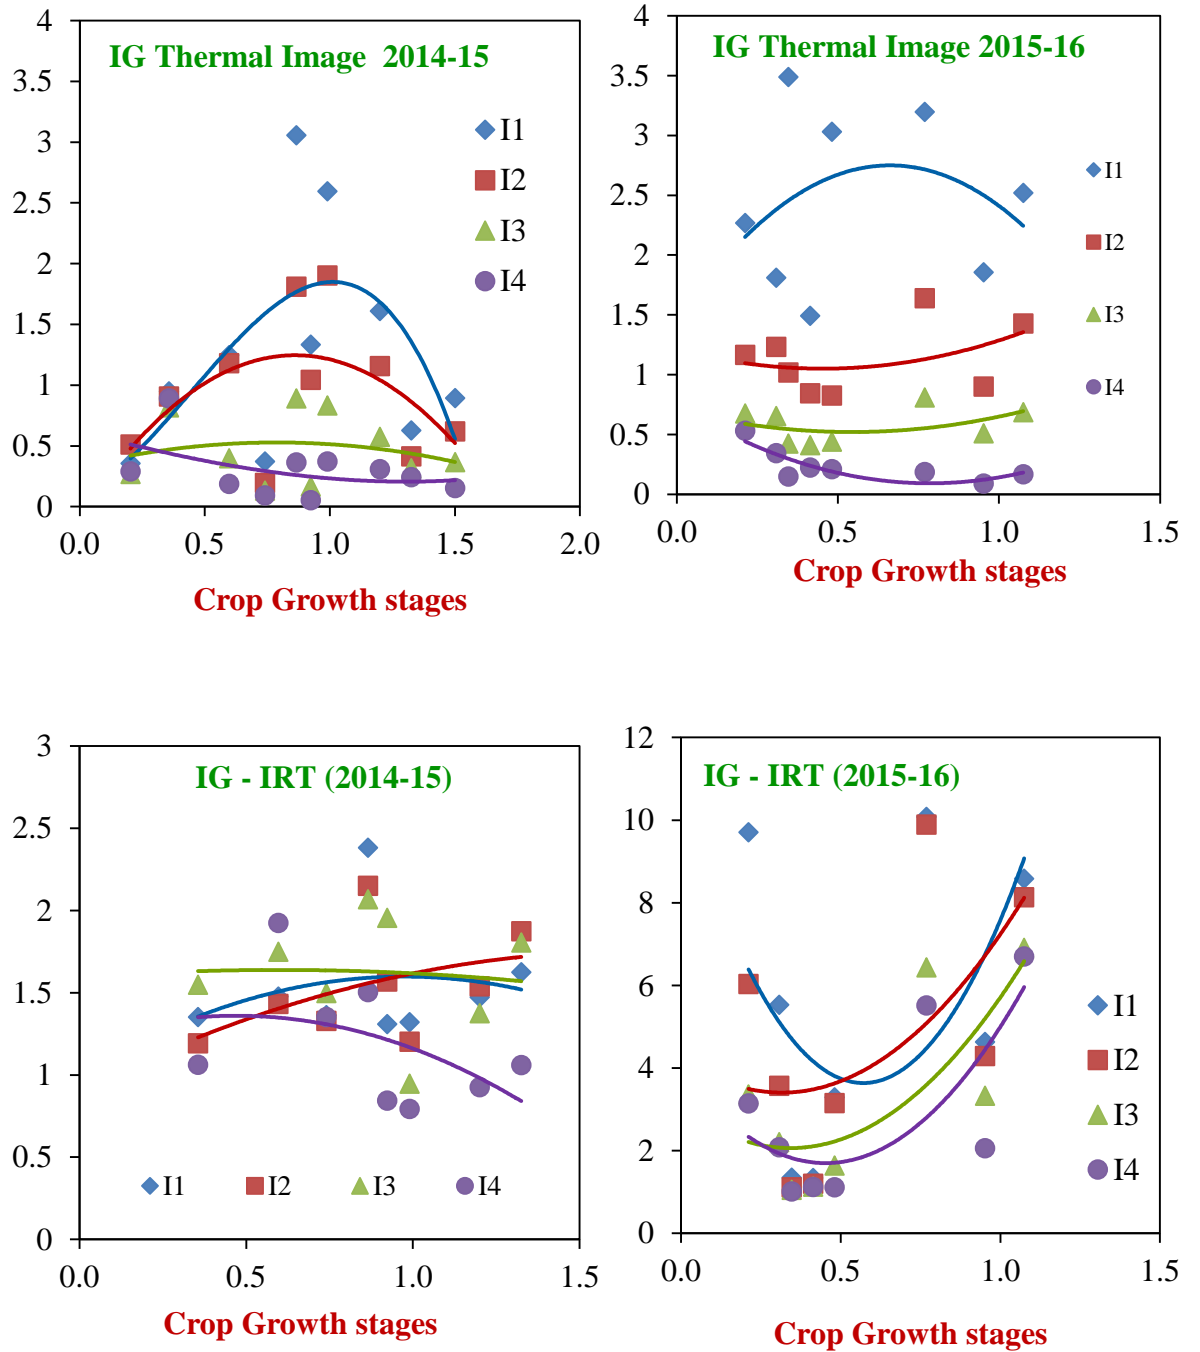 IG Thermal Image 2014-15
4
3.5
3
2.5
2
1.5
1
0.5
0
0.0 0.5 1.0 1.5 2.0
I1
I2
I3
I4
Crop Growth stages
IG Thermal Image 2015-16
4
3.5
3
2.5
2
1.5
1
0.5
0
0.0 0.5 1.0 1.5
I1
I2
I3
I4
Crop Growth stages
IG - IRT (2014-15)
3
2.5
2
1.5
1
0.5
0
0.0 0.5 1.0 1.5
I1 I2 I3 I4
Crop Growth stages
IG - IRT (2015-16)
12
10
8
6
4
2
0
0.0 0.5 1.0 1.5
I1
I2
I3
I4
Crop Growth stages